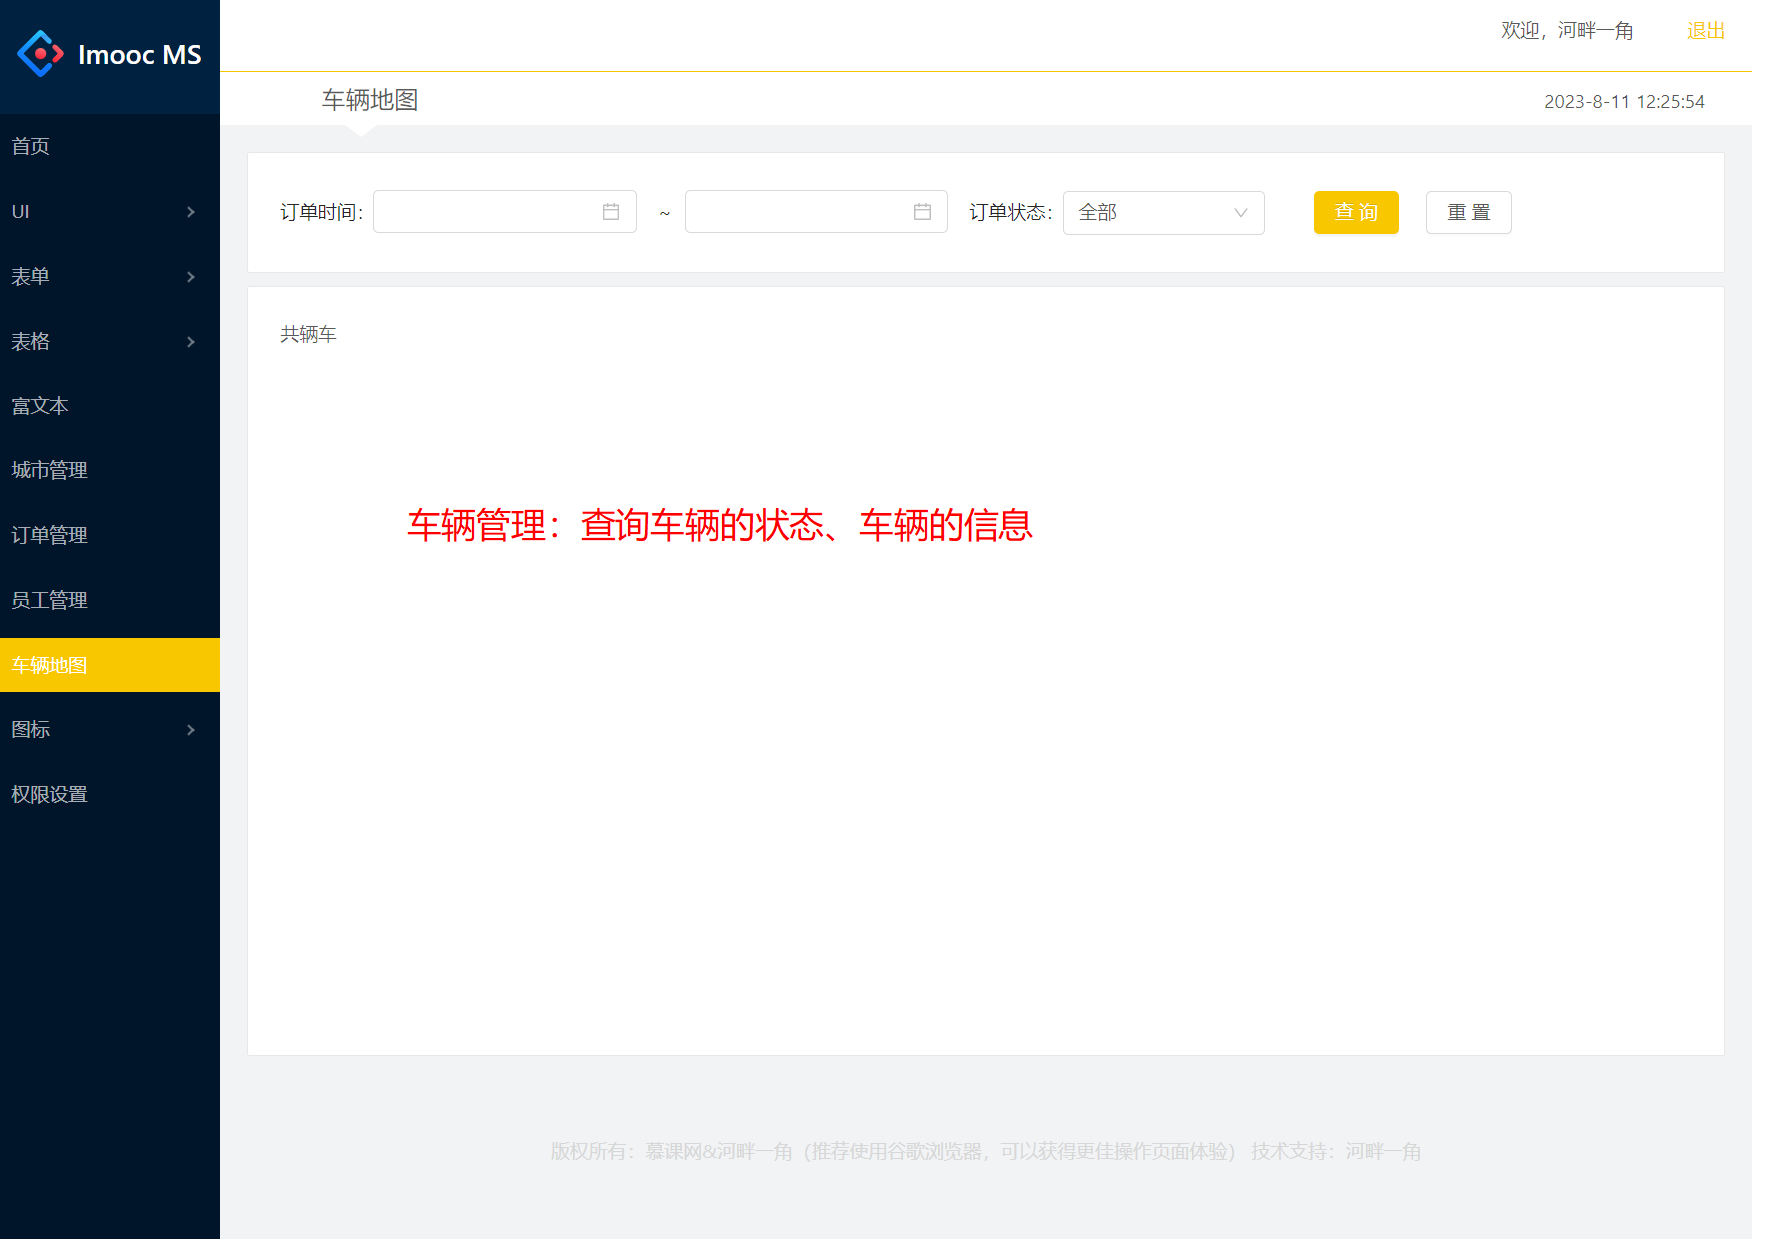 Imooc MS
欢迎，河畔一角 退出
车辆地图 2023-8-11 12:25:54
首页
UI
表单
表格
富文本
城市管理
订单管理
员工管理
车辆地图
图标
权限设置
订单时间： ~ 订单状态： 全部 查 询 重 置
共辆车
车辆管理：查询车辆的状态、车辆的信息
版权所有：慕课网&河畔一角（推荐使用谷歌浏览器，可以获得更佳操作页面体验） 技术支持：河畔一角